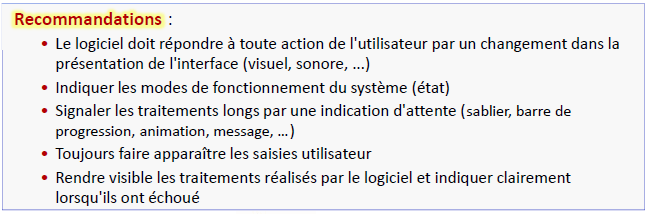 Recommandations :
• Le logiciel doit répondre à toute action de l'utilisateur par un changement dans la
présentation de l'interface (visuel, sonore, ...)
• Indiquer les modes de fonctionnement du système (état)
• Signaler les traitements longs par une indication d'attente (sablier, barre de
progression, animation, message, ...)
• Toujours faire apparaître les saisies utilisateur
• Rendre visible les traitements réalisés par le logiciel et indiquer clairement
lorsqu'ils ont échoué